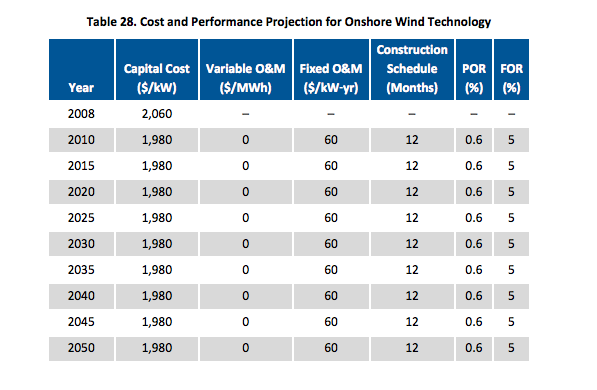 Table 28. Cost and Performance Projection for Onshore Wind Technology
Year Capital Cost ($/kW) Variable O&M ($/MWh) Fixed O&M ($/kW-yr) Construction Schedule (Months) POR (%) FOR (%)
2008 2,060 – – – – –
2010 1,980 0 60 12 0.6 5
2015 1,980 0 60 12 0.6 5
2020 1,980 0 60 12 0.6 5
2025 1,980 0 60 12 0.6 5
2030 1,980 0 60 12 0.6 5
2035 1,980 0 60 12 0.6 5
2040 1,980 0 60 12 0.6 5
2045 1,980 0 60 12 0.6 5
2050 1,980 0 60 12 0.6 5